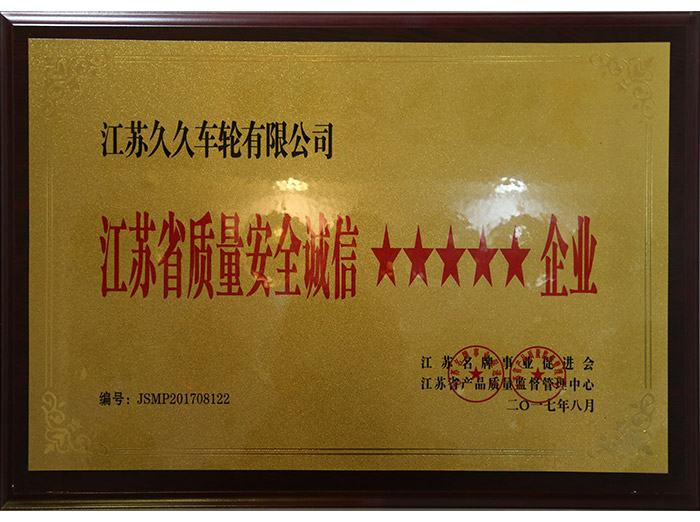 江苏久久车轮有限公司
江苏省质量安全诚信★★★★★企业
江苏名牌事业促进会
江苏省产品质量监督管理中心
编号：JSMP201708122
二〇一七年八月